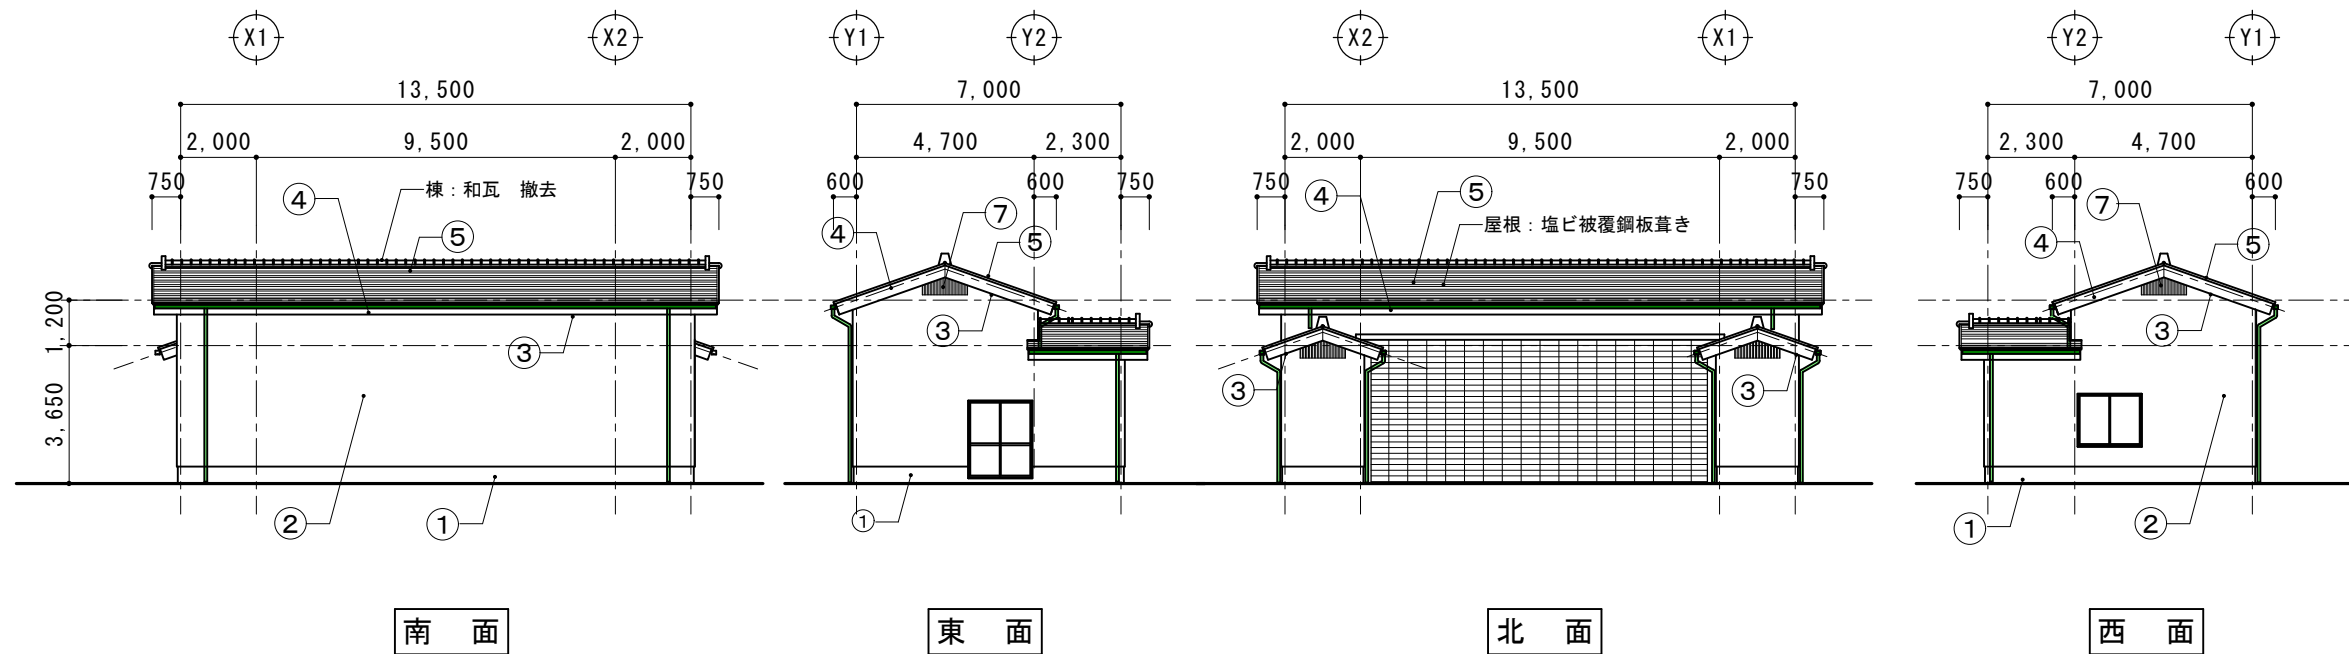 X1 X2 Y1 Y2 X2 X1 Y2 Y1
13,500 7,000 13,500 7,000
2,000 9,500 2,000 4,700 2,300 2,000 9,500 2,000 2,300 4,700
750 750 600 600 750 750 750 750 600 600
棟：和瓦　撤去
④ ⑤ ④ ⑦ ⑤ ④ ⑤ ④ ⑦ ⑤
屋根：塩ビ被覆鋼板葺き
1,200
③ ③ ③ ③ ③
3,650
② ① ① ① ②
南　面
東　面
北　面
西　面